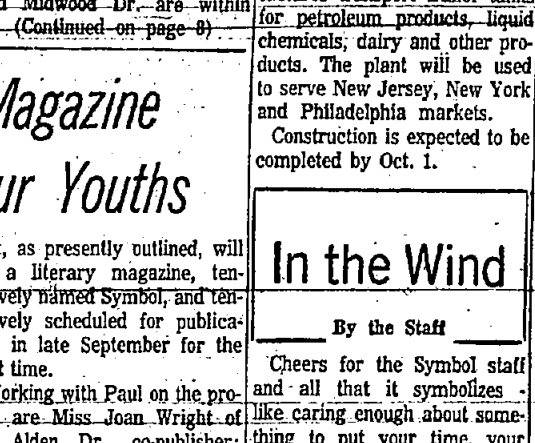 Midwood Dr. are within
(Continued on page 8)
Magazine
ur Youths
, as presently outlined, will
a literary magazine, ten-
vely named Symbol, and ten-
vely scheduled for publica-
in late September for the
t time.
orking with Paul on the pro-
are Miss Joan Wright of
Alden Dr., co-publisher;
for petroleum products, liquid
chemicals, dairy and other pro-
ducts. The plant will be used
to serve New Jersey, New York
and Philadelphia markets.
Construction is expected to be
completed by Oct. 1.
In the Wind
By the Staff
Cheers for the Symbol staff
and all that it symbolizes -
like caring enough about some-
thing to put your time, your